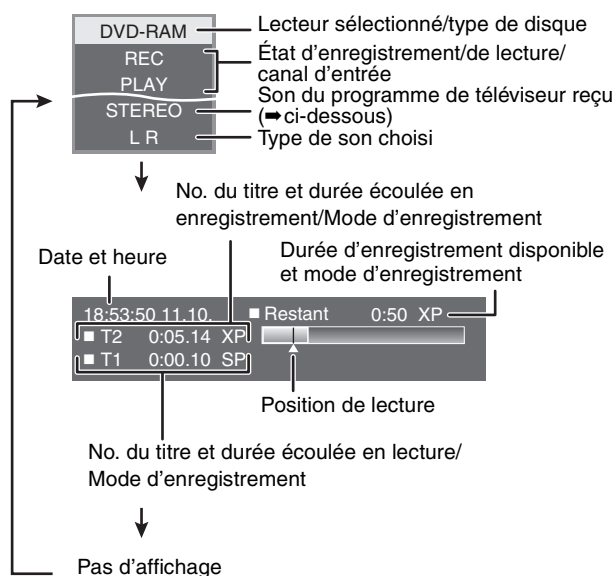 DVD-RAM
Lecteur sélectionné/type de disque
REC
PLAY
État d'enregistrement/de lecture/
canal d'entrée
STEREO
Son du programme de téléviseur reçu
(➡ci-dessous)
L R
Type de son choisi
No. du titre et durée écoulée en
enregistrement/Mode d'enregistrement
Date et heure
Durée d'enregistrement disponible
et mode d'enregistrement
18:53:50 11.10. Restant 0:50 XP
T2 0:05.14 XP
T1 0:00.10 SP
Position de lecture
No. du titre et durée écoulée en lecture/
Mode d'enregistrement
Pas d'affichage